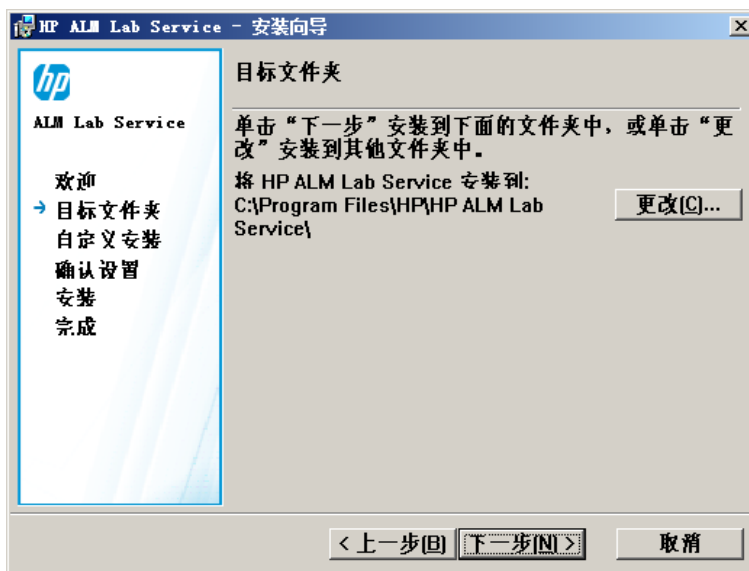 HP ALM Lab Service - 安装向导
hp
ALM Lab Service
欢迎
目标文件夹
自定义安装
确认设置
安装
完成
目标文件夹
单击“下一步”安装到下面的文件夹中，或单击“更
改”安装到其他文件夹中。
将 HP ALM Lab Service 安装到:
C:\Program Files\HP\HP ALM Lab
Service\
更改(C)...
< 上一步(B)
下一步(N) >
取消